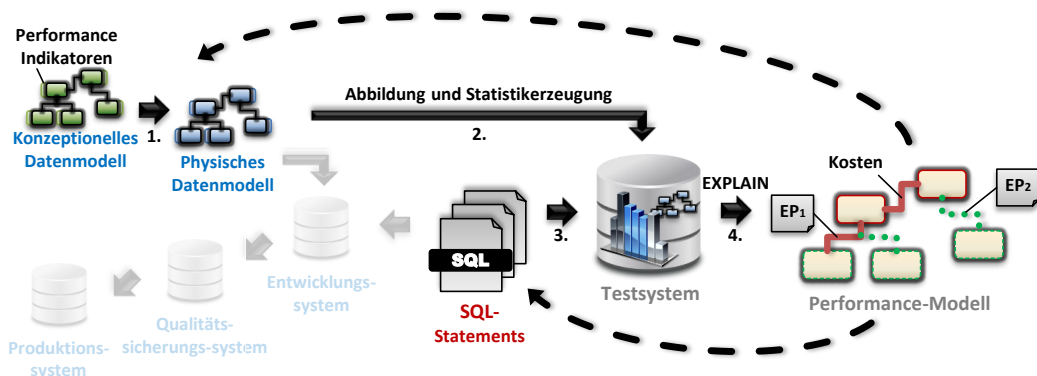 Performance
Indikatoren
Konzeptionelles
Datenmodell
1.
Physisches
Datenmodell
Abbildung und Statistikerzeugung
2.
EXPLAIN
Kosten
EP1
EP2
3.
4.
SQL
SQL-
Statements
Testsystem
Performance-Modell
Entwicklungs-
system
Qualitäts-
sicherungs-system
Produktions-
system